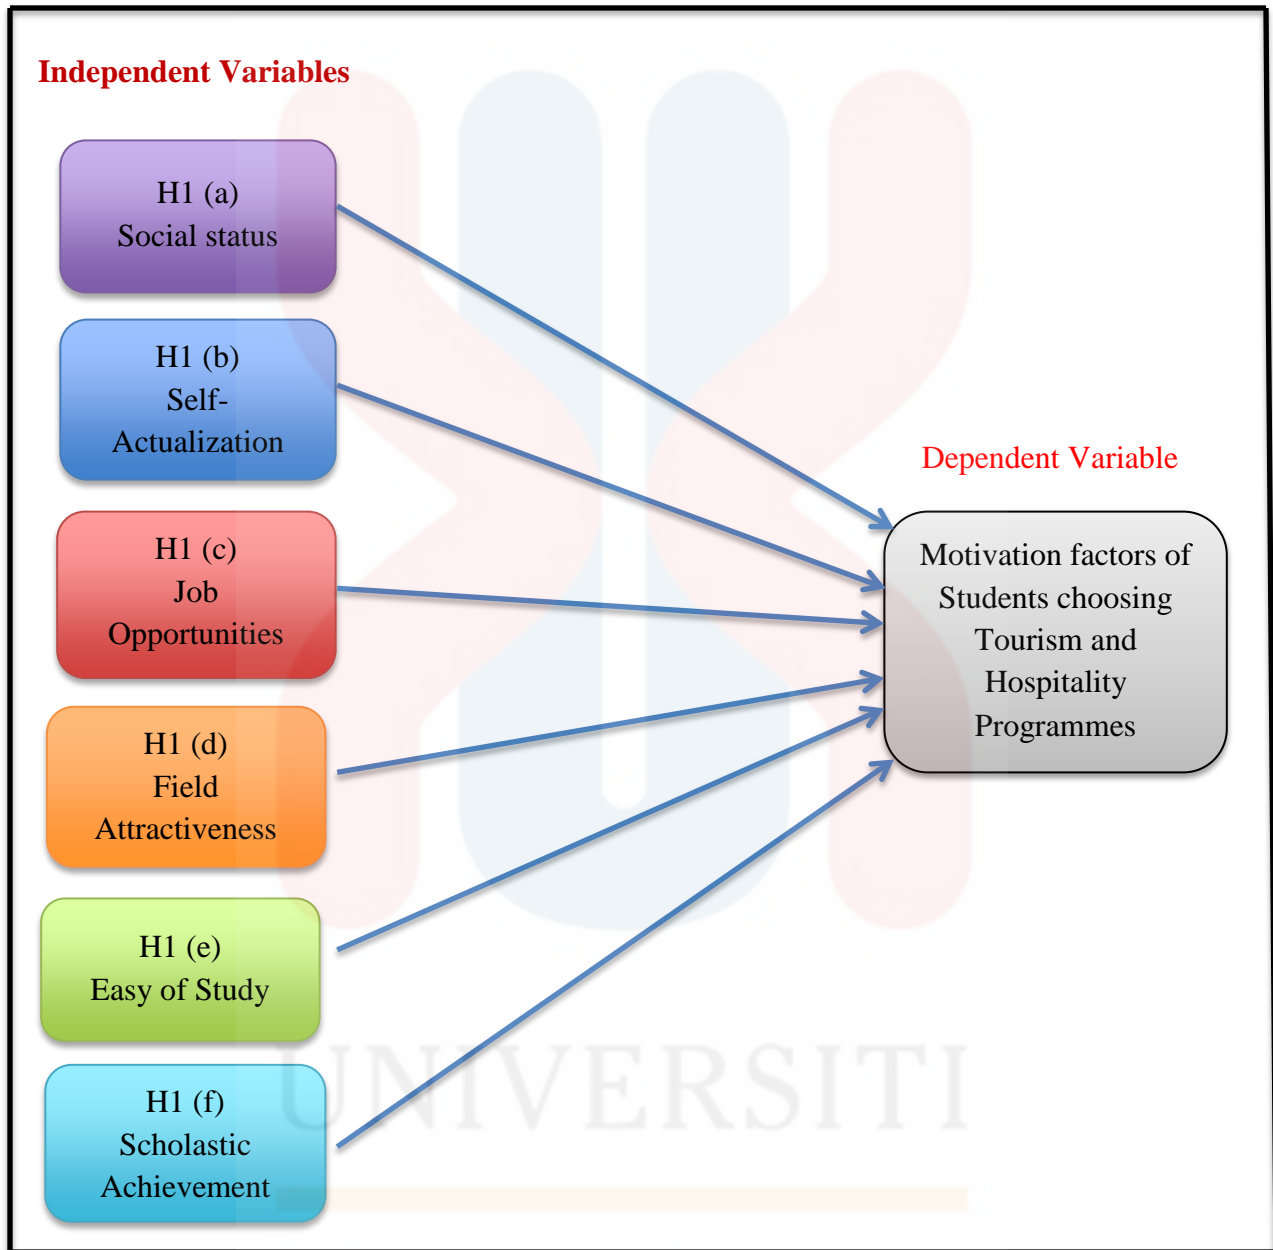 Independent Variables
H1 (a)
Social status
H1 (b)
Self-
Actualization
H1 (c)
Job
Opportunities
H1 (d)
Field
Attractiveness
H1 (e)
Easy of Study
H1 (f)
Scholastic
Achievement
Dependent Variable
Motivation factors of
Students choosing
Tourism and
Hospitality
Programmes
UNIVERSITI